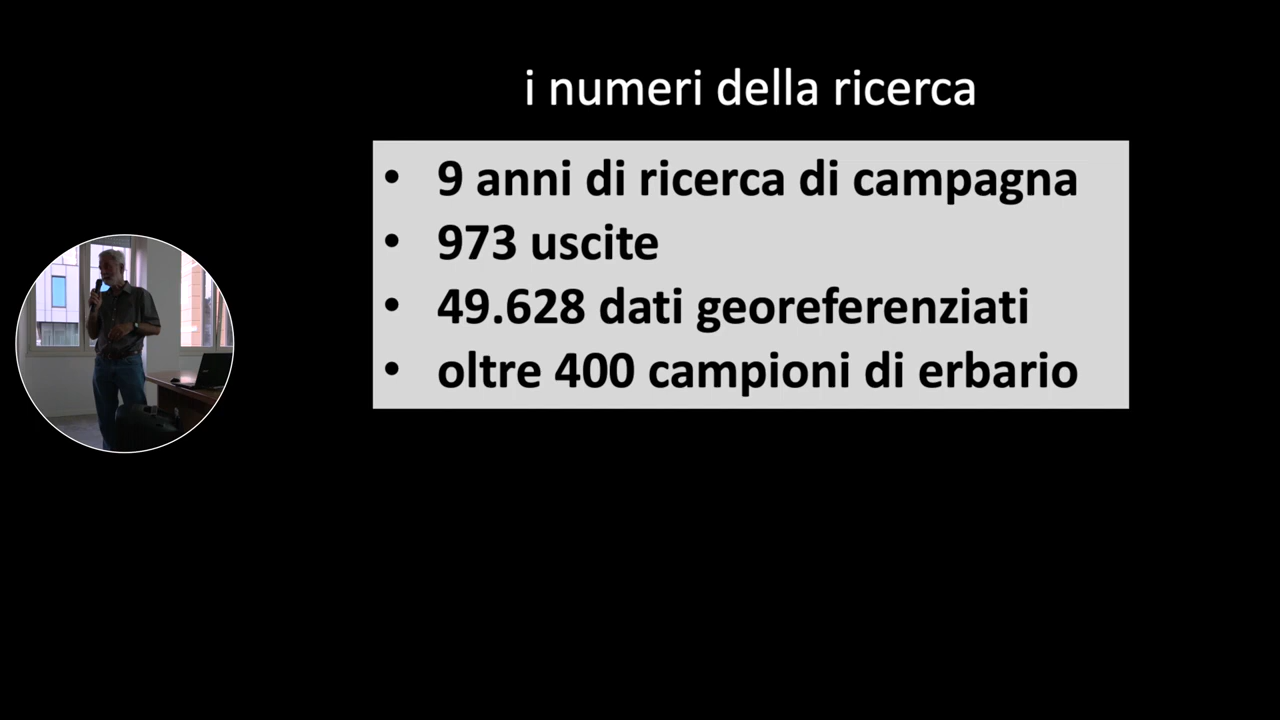 i numeri della ricerca
• 9 anni di ricerca di campagna
• 973 uscite
• 49.628 dati georeferenziati
• oltre 400 campioni di erbario